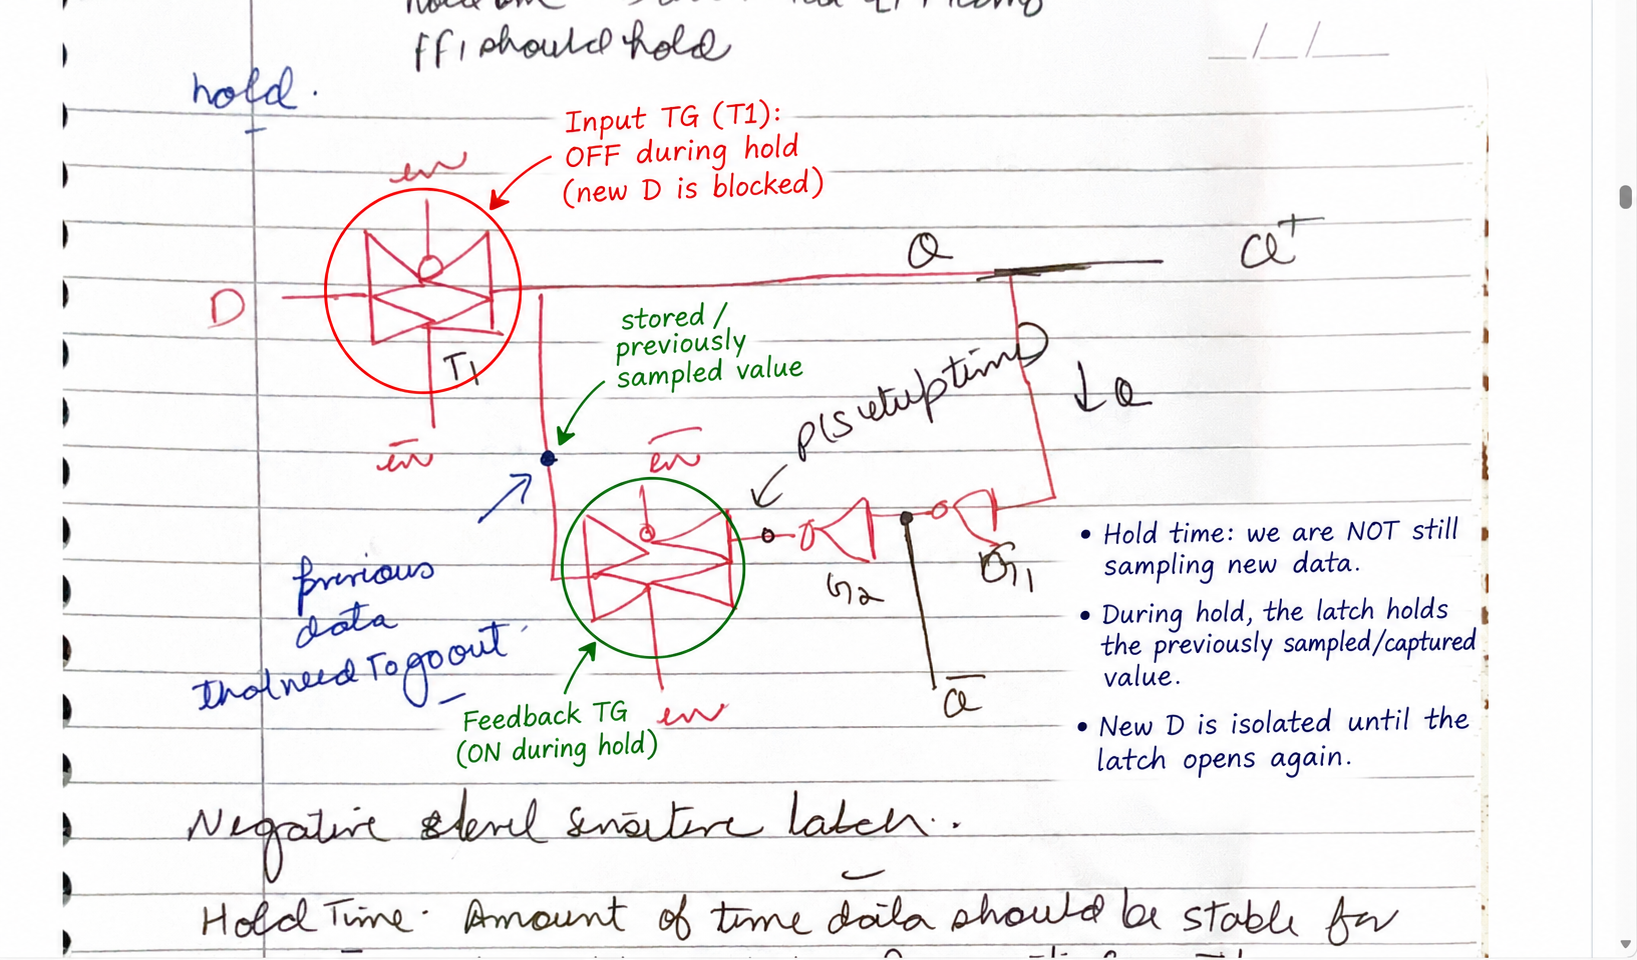 FF1 should hold
__/__/____
hold.
Input TG (T1):
OFF during hold
(new D is blocked)
en
Q
Q+
D
stored /
previously
sampled value
T1
p(setup time)
↓Q
en̅
en̅
previous
data
that need to go out
G2
G1
Q̅
Feedback TG
(ON during hold)
en
• Hold time: we are NOT still
sampling new data.
• During hold, the latch holds
the previously sampled/captured
value.
• New D is isolated until the
latch opens again.
Negative level sensitive latch..
Hold Time. Amount of time data should be stable for